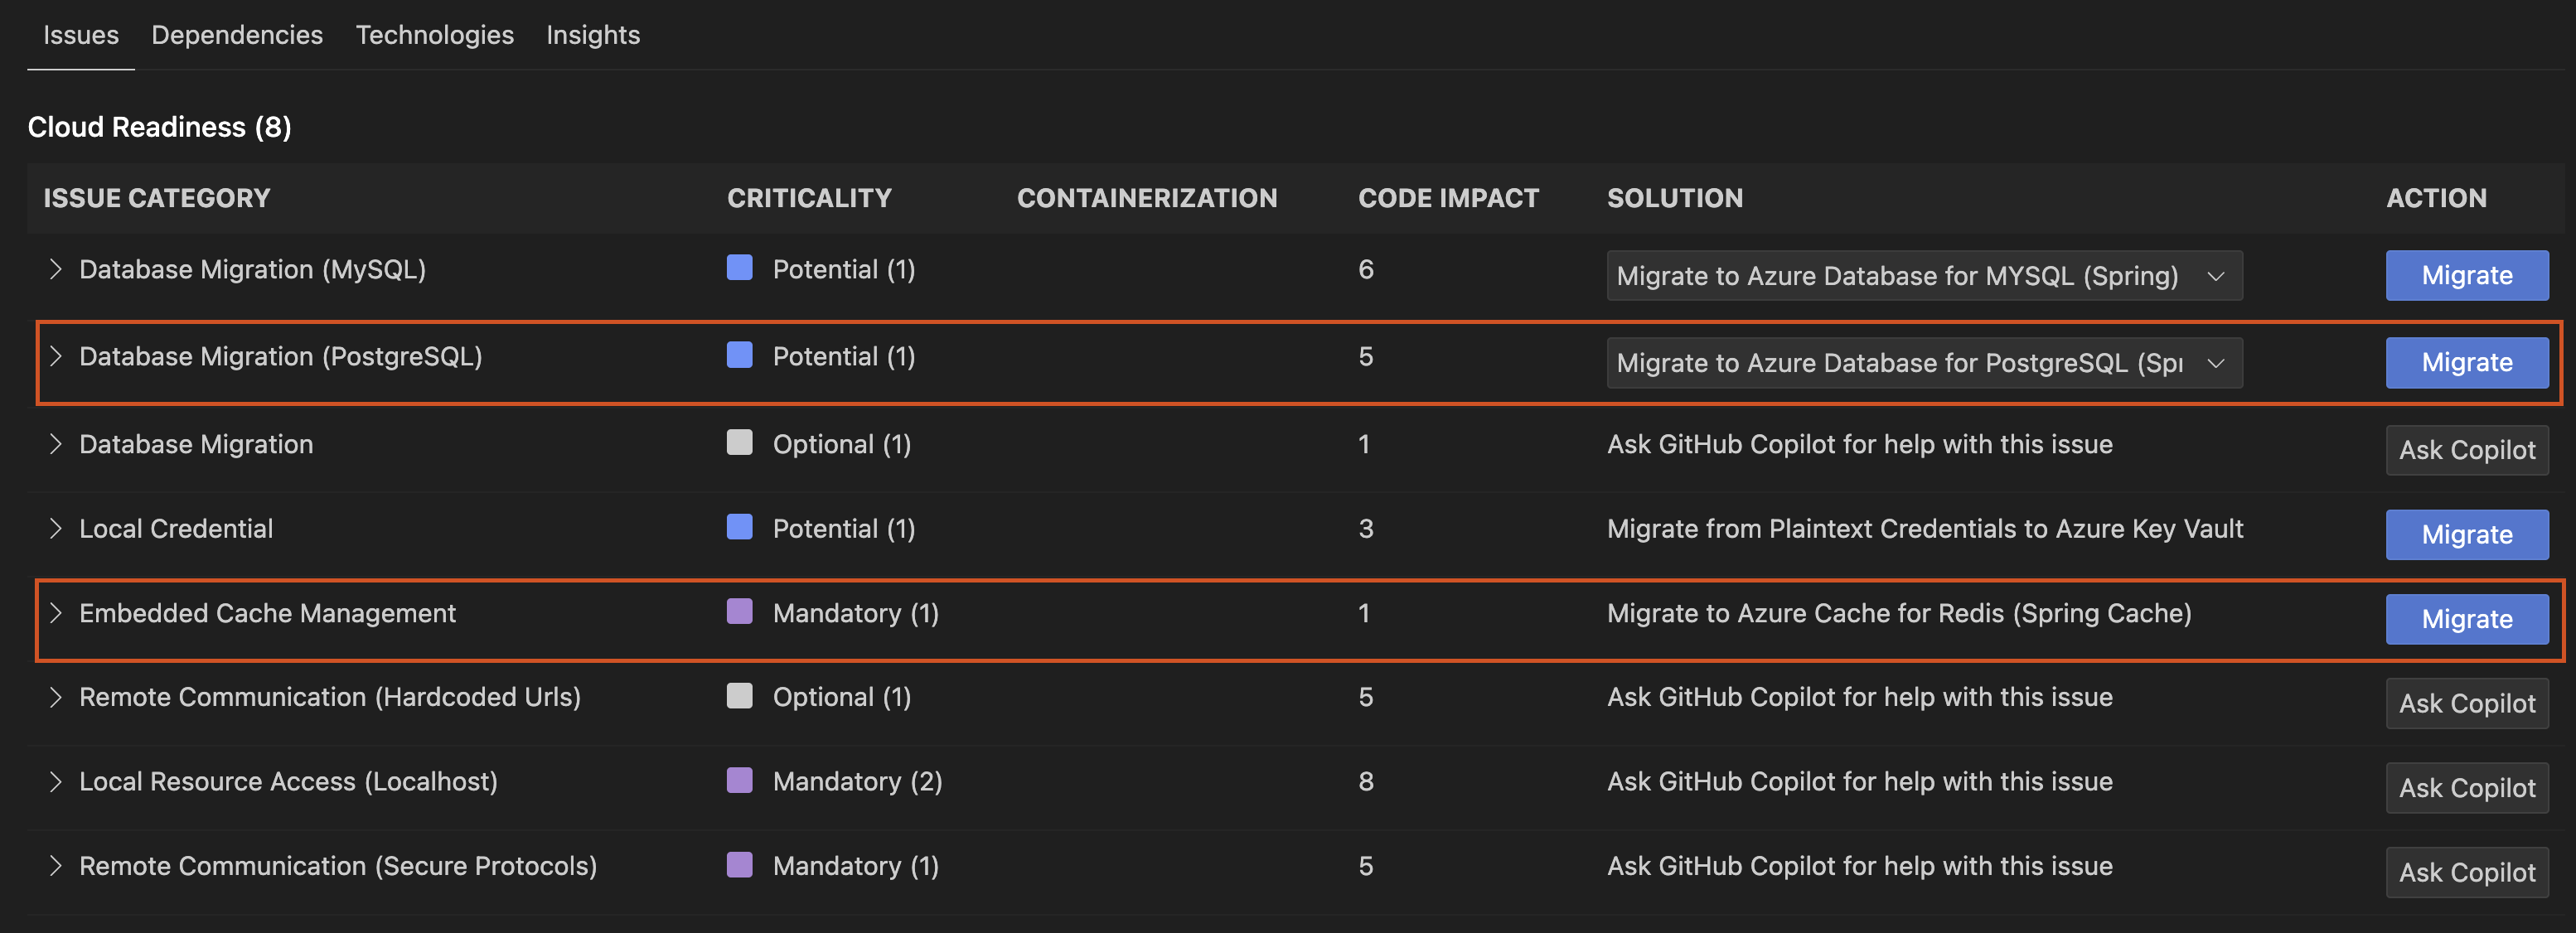 Issues Dependencies Technologies Insights
Cloud Readiness (8)
ISSUE CATEGORY CRITICALITY CONTAINERIZATION CODE IMPACT SOLUTION ACTION
Database Migration (MySQL) Potential (1) 6 Migrate to Azure Database for MYSQL (Spring) Migrate
Database Migration (PostgreSQL) Potential (1) 5 Migrate to Azure Database for PostgreSQL (Spr Migrate
Database Migration Optional (1) 1 Ask GitHub Copilot for help with this issue Ask Copilot
Local Credential Potential (1) 3 Migrate from Plaintext Credentials to Azure Key Vault Migrate
Embedded Cache Management Mandatory (1) 1 Migrate to Azure Cache for Redis (Spring Cache) Migrate
Remote Communication (Hardcoded Urls) Optional (1) 5 Ask GitHub Copilot for help with this issue Ask Copilot
Local Resource Access (Localhost) Mandatory (2) 8 Ask GitHub Copilot for help with this issue Ask Copilot
Remote Communication (Secure Protocols) Mandatory (1) 5 Ask GitHub Copilot for help with this issue Ask Copilot